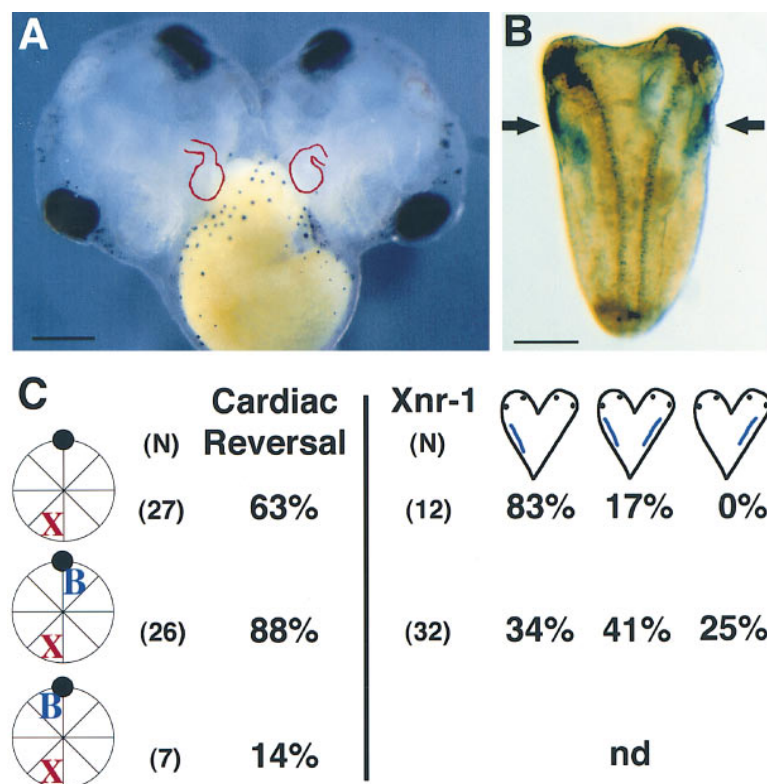 A
B
C
Cardiac
Reversal
(N)
Xnr-1
(N)
X
(27)
63%
(12)
83%
17%
0%
B
X
(26)
88%
(32)
34%
41%
25%
B
X
(7)
14%
nd